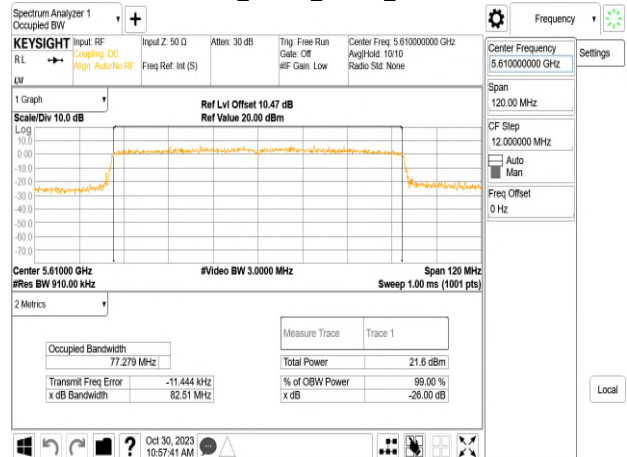 Spectrum Analyzer 1
Occupied BW
Frequency
KEYSIGHT
Input: RF
Input Z: 50 Ω
Atten: 30 dB
Trig: Free Run
Center Freq: 5.610000000 GHz
RL
Coupling: DC
Gate: Off
Avg|Hold: 10/10
Align: Auto/No RF
Freq Ref: Int (S)
#IF Gain: Low
Radio Std: None
LXI
Center Frequency
5.610000000 GHz
Settings
Span
120.00 MHz
CF Step
12.000000 MHz
Auto
Man
Freq Offset
0 Hz
Local
1 Graph
Ref Lvl Offset 10.47 dB
Scale/Div 10.0 dB
Ref Value 20.00 dBm
Log
10.0
0.00
-10.0
-20.0
-30.0
-40.0
-50.0
-60.0
-70.0
Center 5.61000 GHz
#Video BW 3.0000 MHz
Span 120 MHz
#Res BW 910.00 kHz
Sweep 1.00 ms (1001 pts)
2 Metrics
Measure Trace
Trace 1
Occupied Bandwidth
77.279 MHz
Total Power
21.6 dBm
Transmit Freq Error
-11.444 kHz
% of OBW Power
99.00 %
x dB Bandwidth
82.51 MHz
x dB
-26.00 dB
?
Oct 30, 2023
10:57:41 AM